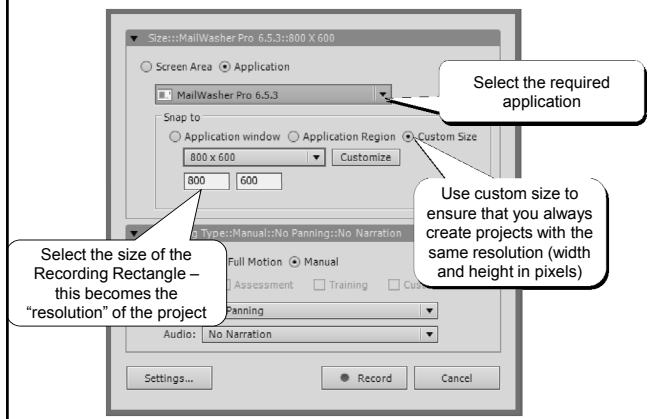 Size:::MailWasher Pro 6.5.3::800 X 600
Screen Area Application
MailWasher Pro 6.5.3
Select the required
application
Snap to
Application window Application Region Custom Size
800 x 600 Customize
800 600
Use custom size to
ensure that you always
create projects with the
same resolution (width
and height in pixels)
Type::Manual::No Panning::No Narration
Select the size of the
Recording Rectangle –
this becomes the
“resolution” of the project
Full Motion Manual
Assessment Training
Panning
Audio: No Narration
Settings... Record Cancel